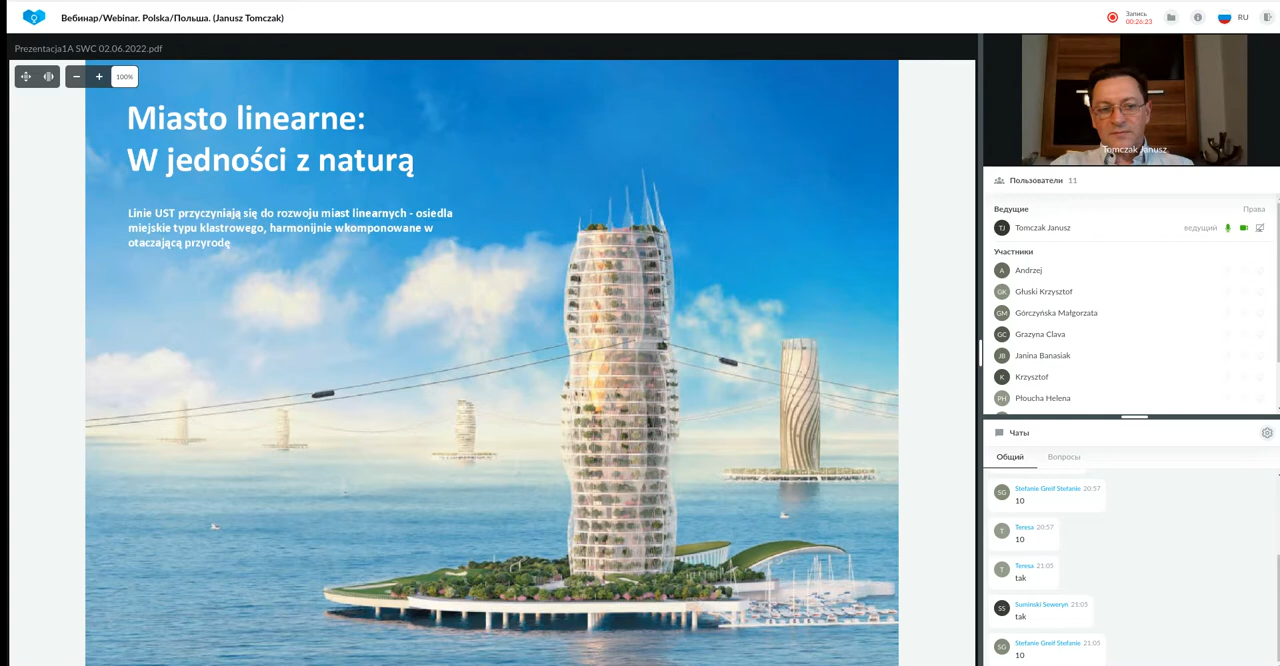 Вебинар/Webinar. Polska/Польша. (Janusz Tomczak)
Запись
00:26:23
RU
Prezentacja1A SWC 02.06.2022.pdf
100%
Miasto linearne:
W jedności z naturą
Linie UST przyczyniają się do rozwoju miast linearnych - osiedla
miejskie typu klastrowego, harmonijnie wkomponowane w
otaczającą przyrodę
Tomczak Janusz
Пользователи 11
Ведущие Права
TJ Tomczak Janusz ведущий
Участники
A Andrzej
GK Głuski Krzysztof
GM Górczyńska Małgorzata
GC Grazyna Clava
JB Janina Banasiak
K Krzysztof
PH Płoucha Helena
Чаты
Общий Вопросы
SG Stefanie Greif Stefanie 20:57
10
T Teresa 20:57
10
T Teresa 21:05
tak
SS Suminski Seweryn 21:05
tak
SG Stefanie Greif Stefanie 21:05
10